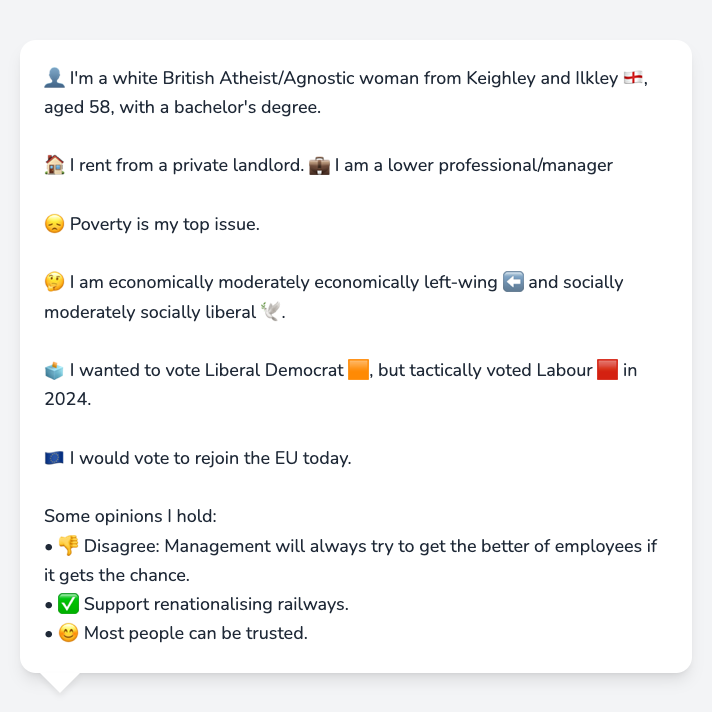 👤 I'm a white British Atheist/Agnostic woman from Keighley and Ilkley 🏴󠁧󠁢󠁥󠁮󠁧󠁿,
aged 58, with a bachelor's degree.
🏠 I rent from a private landlord. 💼 I am a lower professional/manager
😞 Poverty is my top issue.
🤔 I am economically moderately economically left-wing ⬅️ and socially
moderately socially liberal 🕊️.
🗳️ I wanted to vote Liberal Democrat 🟧, but tactically voted Labour 🟥 in
2024.
🇪🇺 I would vote to rejoin the EU today.
Some opinions I hold:
• 👎 Disagree: Management will always try to get the better of employees if
it gets the chance.
• ✅ Support renationalising railways.
• 😊 Most people can be trusted.